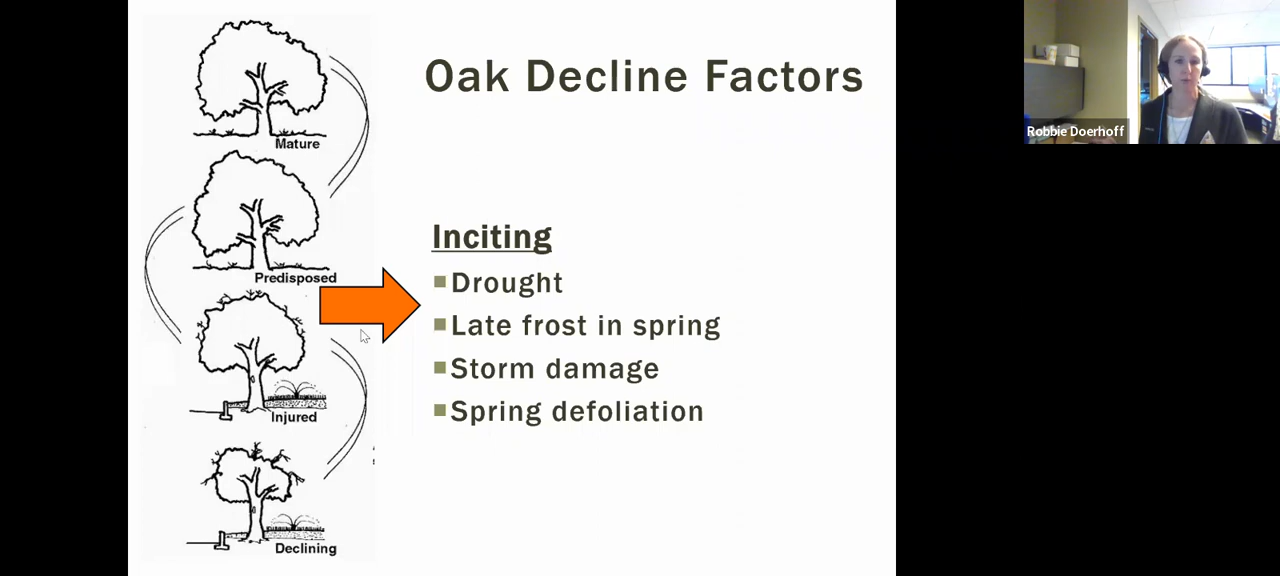 Oak Decline Factors
Mature
Predisposed
Injured
Declining
Inciting
Drought
Late frost in spring
Storm damage
Spring defoliation
Robbie Doerhoff